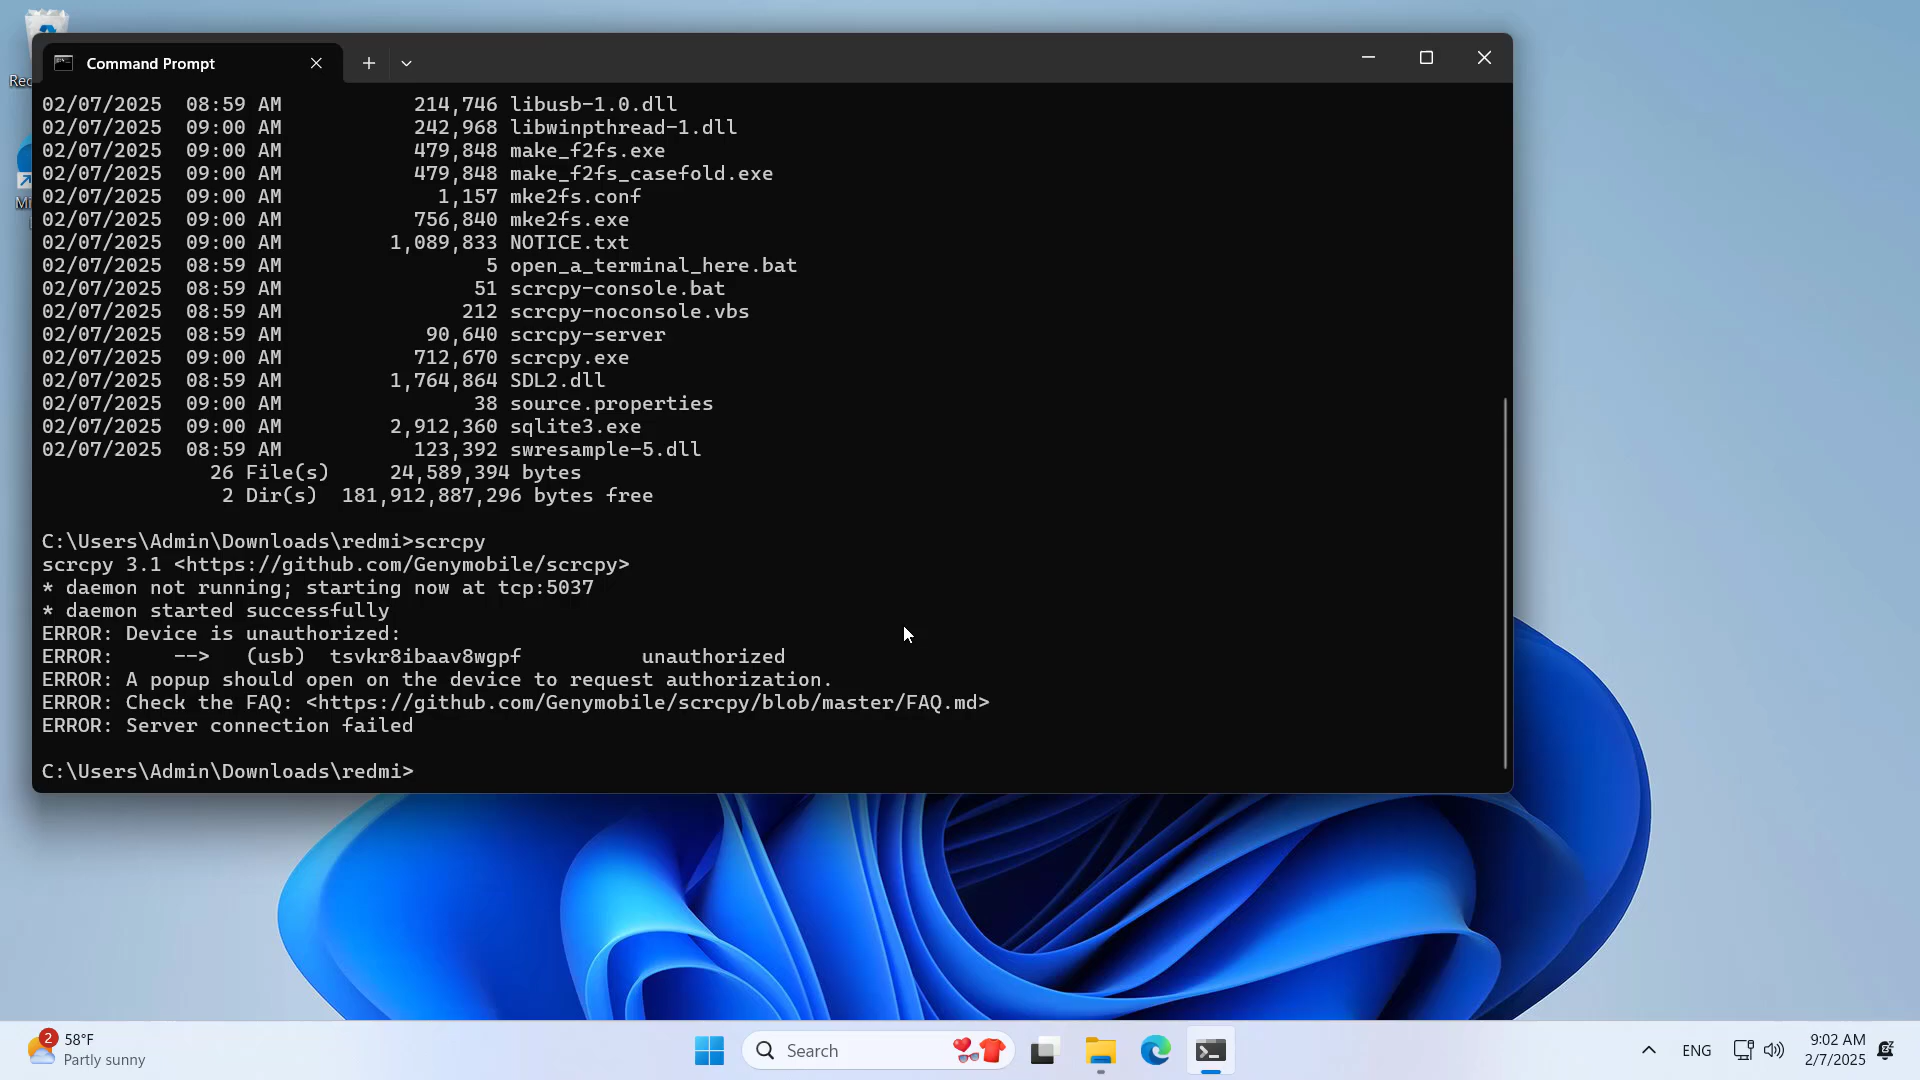 Command Prompt
02/07/2025  08:59 AM           214,746 libusb-1.0.dll
02/07/2025  09:00 AM           242,968 libwinpthread-1.dll
02/07/2025  09:00 AM           479,848 make_f2fs.exe
02/07/2025  09:00 AM           479,848 make_f2fs_casefold.exe
02/07/2025  09:00 AM             1,157 mke2fs.conf
02/07/2025  09:00 AM           756,840 mke2fs.exe
02/07/2025  09:00 AM         1,089,833 NOTICE.txt
02/07/2025  08:59 AM                 5 open_a_terminal_here.bat
02/07/2025  08:59 AM                51 scrcpy-console.bat
02/07/2025  08:59 AM               212 scrcpy-noconsole.vbs
02/07/2025  08:59 AM            90,640 scrcpy-server
02/07/2025  09:00 AM           712,670 scrcpy.exe
02/07/2025  08:59 AM         1,764,864 SDL2.dll
02/07/2025  09:00 AM                38 source.properties
02/07/2025  09:00 AM         2,912,360 sqlite3.exe
02/07/2025  08:59 AM           123,392 swresample-5.dll
26 File(s)     24,589,394 bytes
2 Dir(s)  181,912,887,296 bytes free
C:\Users\Admin\Downloads\redmi>scrcpy
scrcpy 3.1 <https://github.com/Genymobile/scrcpy>
* daemon not running; starting now at tcp:5037
* daemon started successfully
ERROR: Device is unauthorized:
ERROR:     -->   (usb)  tsvkr8ibaav8wgpf          unauthorized
ERROR: A popup should open on the device to request authorization.
ERROR: Check the FAQ: <https://github.com/Genymobile/scrcpy/blob/master/FAQ.md>
ERROR: Server connection failed
C:\Users\Admin\Downloads\redmi>
2
58°F
Partly sunny
Search
ENG
9:02 AM
2/7/2025